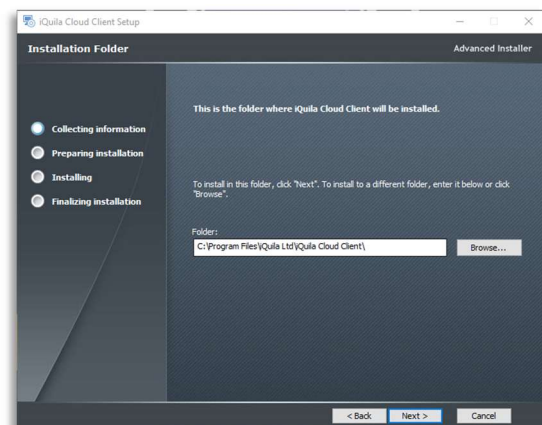 iQuila Cloud Client Setup
Installation Folder
Advanced Installer
This is the folder where iQuila Cloud Client will be installed.
Collecting information
Preparing installation
Installing
Finalizing installation
To install in this folder, click "Next". To install to a different folder, enter it below or click
"Browse".
Folder:
C:\Program Files\iQuila Ltd\iQuila Cloud Client\
Browse...
< Back
Next >
Cancel